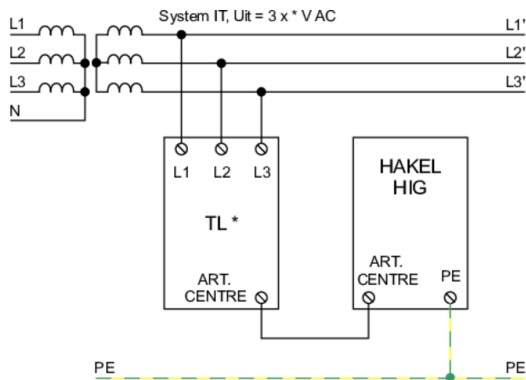 System IT, Uit = 3 x * V AC
L1
L1'
L2
L2'
L3
L3'
N
L1 L2 L3
HAKEL
HIG
TL *
ART.
CENTRE
ART.
CENTRE
PE
PE
PE